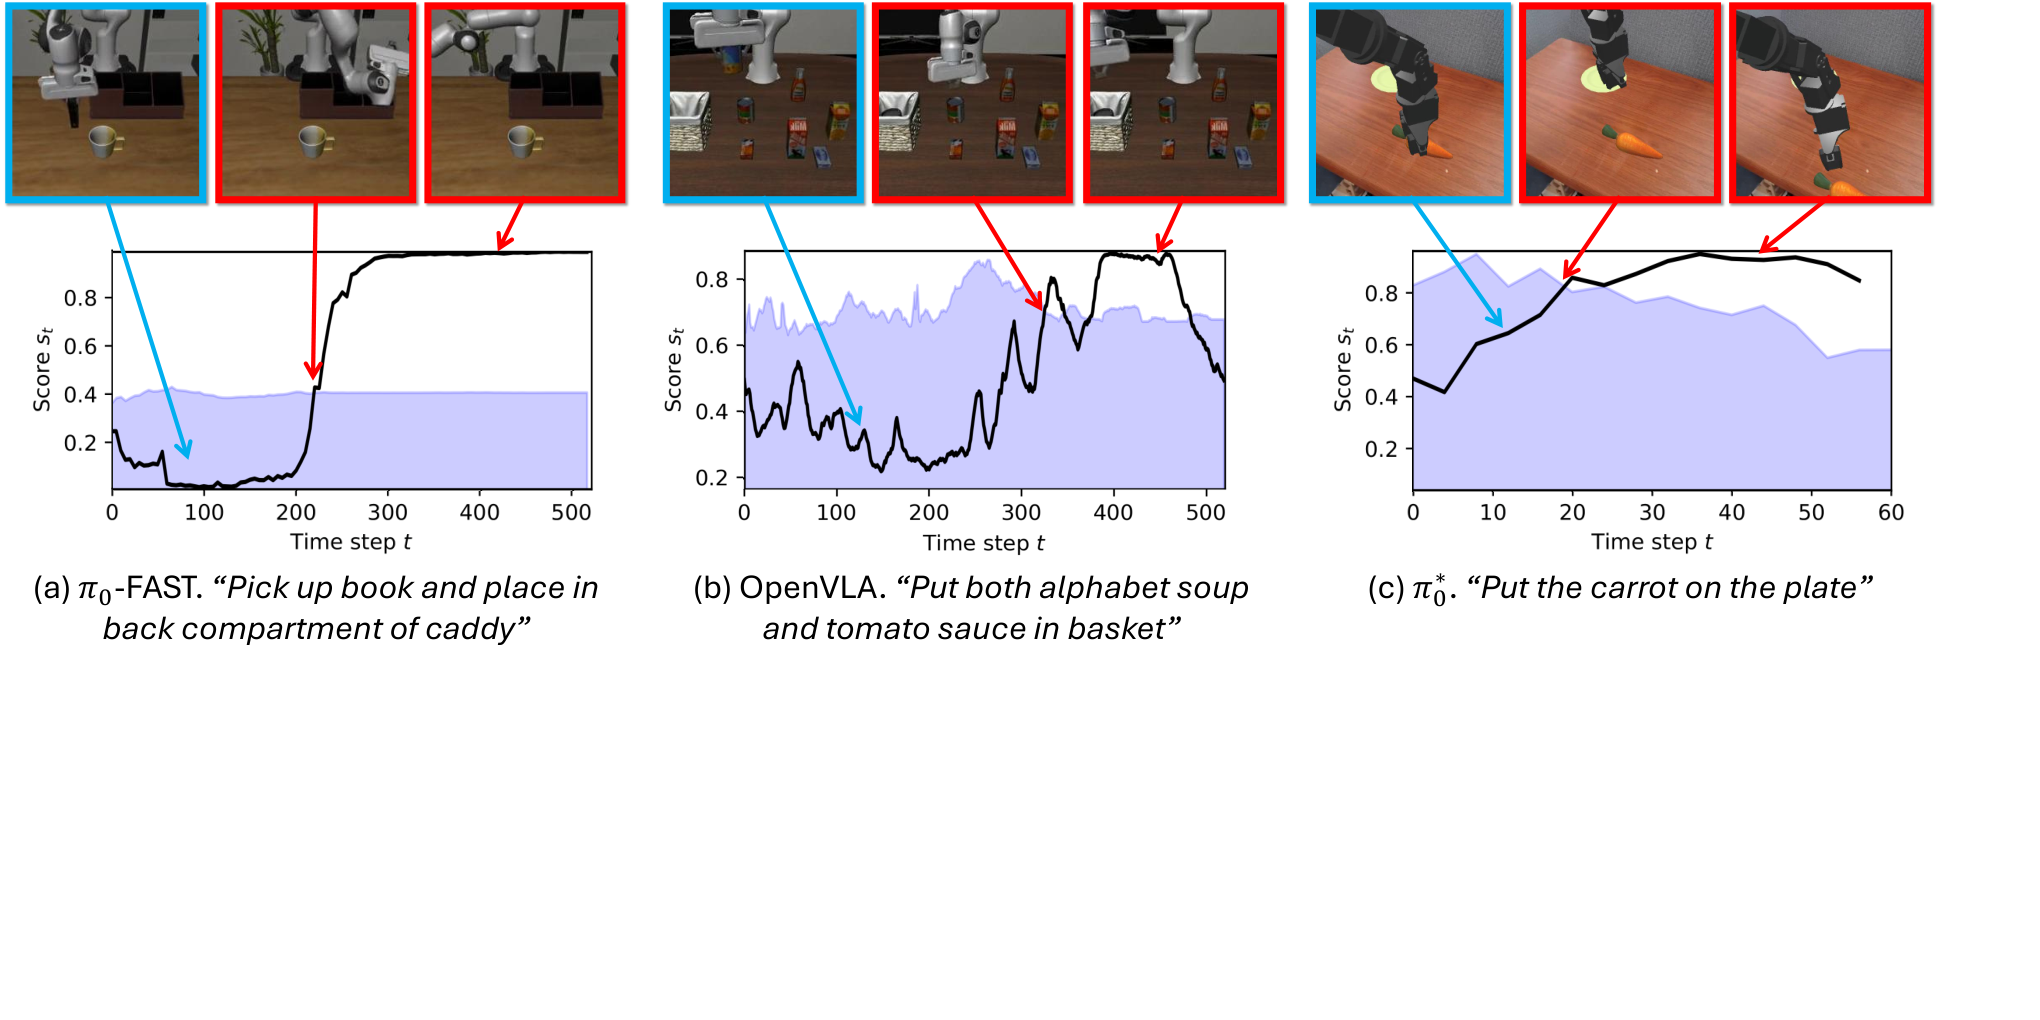 0.8
0.6
0.4
0.2
Score s_t
0 100 200 300 400 500
Time step t
(a) π₀-FAST. “Pick up book and place in
back compartment of caddy”
0.8
0.6
0.4
0.2
Score s_t
0 100 200 300 400 500
Time step t
(b) OpenVLA. “Put both alphabet soup
and tomato sauce in basket”
0.8
0.6
0.4
0.2
Score s_t
0 10 20 30 40 50 60
Time step t
(c) π₀*. “Put the carrot on the plate”